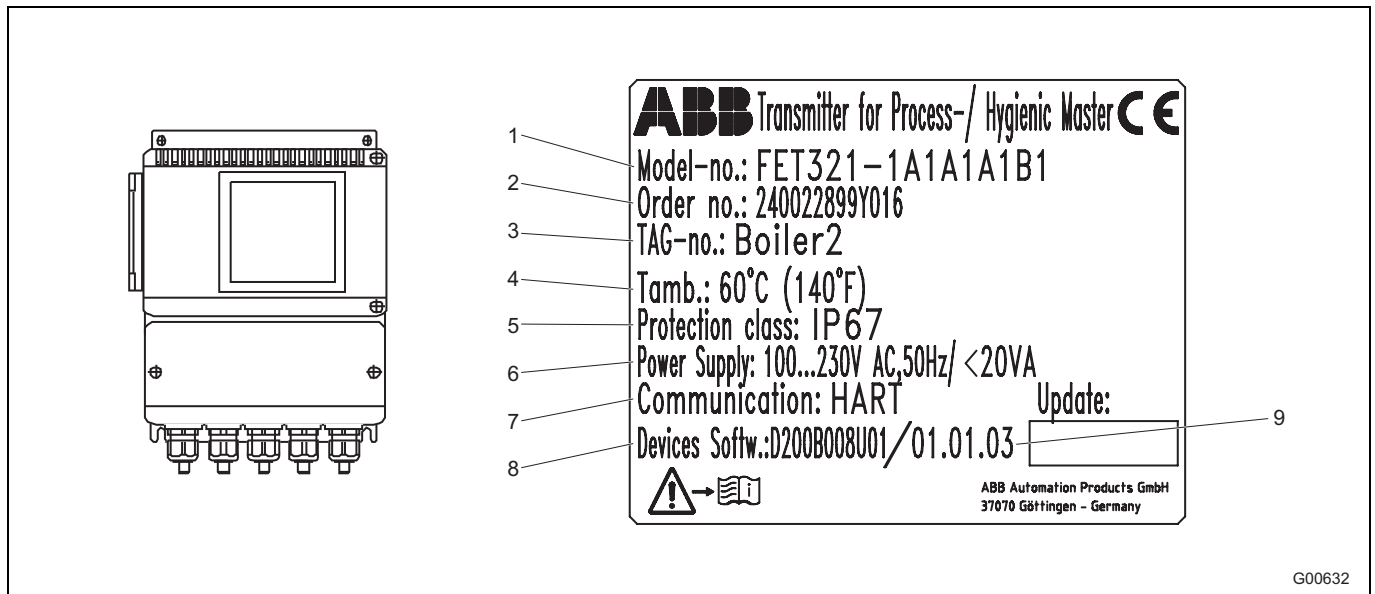 ABB Transmitter for Process-/ Hygienic Master CE
1
Model-no.: FET321-1A1A1A1B1
2
Order no.: 240022899Y016
3
TAG-no.: Boiler2
4
Tamb.: 60°C (140°F)
5
Protection class: IP67
6
Power Supply: 100...230V AC,50Hz/ <20VA
7
Communication: HART
Update:
8
Devices Softw.:D200B008U01/01.01.03
9
i
ABB Automation Products GmbH
37070 Göttingen - Germany
G00632